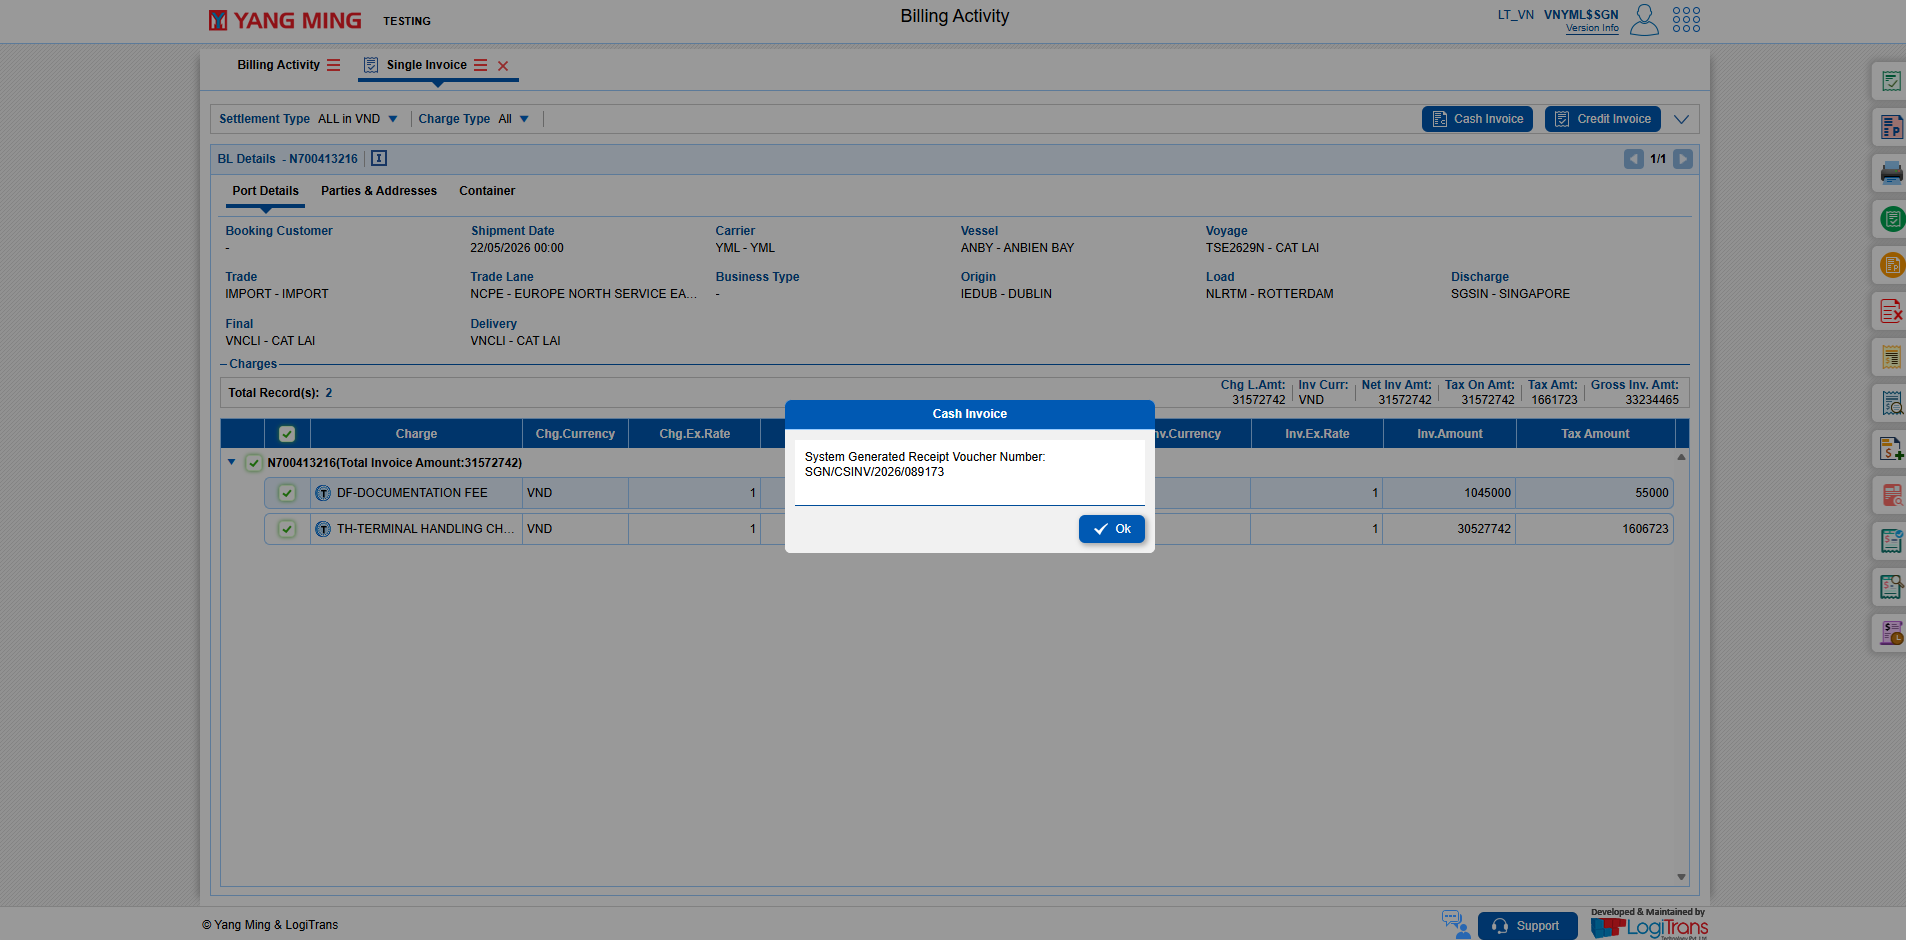 YANG MING TESTING
Billing Activity
LT_VN VNYML$SGN
Version Info
Billing Activity
Single Invoice
Settlement Type ALL in VND
Charge Type All
Cash Invoice
Credit Invoice
BL Details - N700413216
1/1
Port Details
Parties & Addresses
Container
Booking Customer Shipment Date Carrier Vessel Voyage
- 22/05/2026 00:00 YML - YML ANBY - ANBIEN BAY TSE2629N - CAT LAI
Trade Trade Lane Business Type Origin Load Discharge
IMPORT - IMPORT NCPE - EUROPE NORTH SERVICE EA... - IEDUB - DUBLIN NLRTM - ROTTERDAM SGSIN - SINGAPORE
Final Delivery
VNCLI - CAT LAI VNCLI - CAT LAI
Charges
Total Record(s): 2
Chg L.Amt: Inv Curr: Net Inv Amt: Tax On Amt: Tax Amt: Gross Inv. Amt:
31572742 VND 31572742 31572742 1661723 33234465
Charge Chg.Currency Chg.Ex.Rate nv.Currency Inv.Ex.Rate Inv.Amount Tax Amount
N700413216(Total Invoice Amount:31572742)
DF-DOCUMENTATION FEE VND 1 1 1045000 55000
TH-TERMINAL HANDLING CH... VND 1 1 30527742 1606723
Cash Invoice
System Generated Receipt Voucher Number:
SGN/CSINV/2026/089173
Ok
© Yang Ming & LogiTrans
Support
Developed & Maintained by
LogiTrans
Technology Pvt. Ltd.